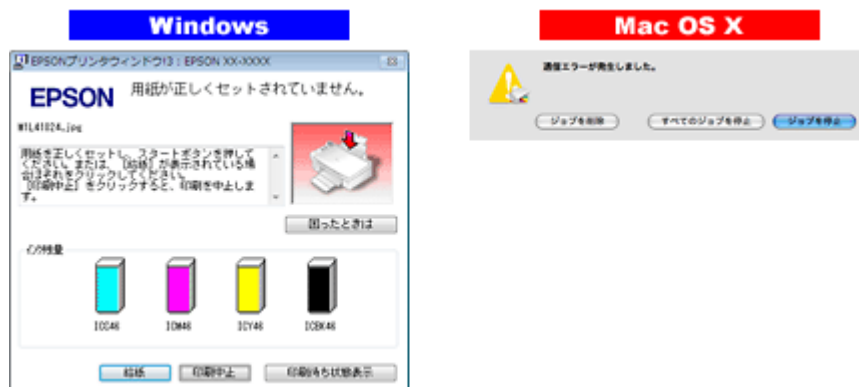 Windows
EPSONプリンタウィンドウ!3 : EPSON XX-XXXX
EPSON
用紙が正しくセットされていません。
用紙を正しくセットし、スタートボタンを押して
ください。または、[給紙]が表示されている場
合はそれをクリックしてください。
[印刷中止]をクリックすると、印刷を中止しま
す。
困ったときは
インク残量
ICC46
ICM46
ICY46
ICBK46
給紙
印刷中止
印刷待ち状態表示
Mac OS X
通信エラーが発生しました。
ジョブを削除
すべてのジョブを停止
ジョブを停止